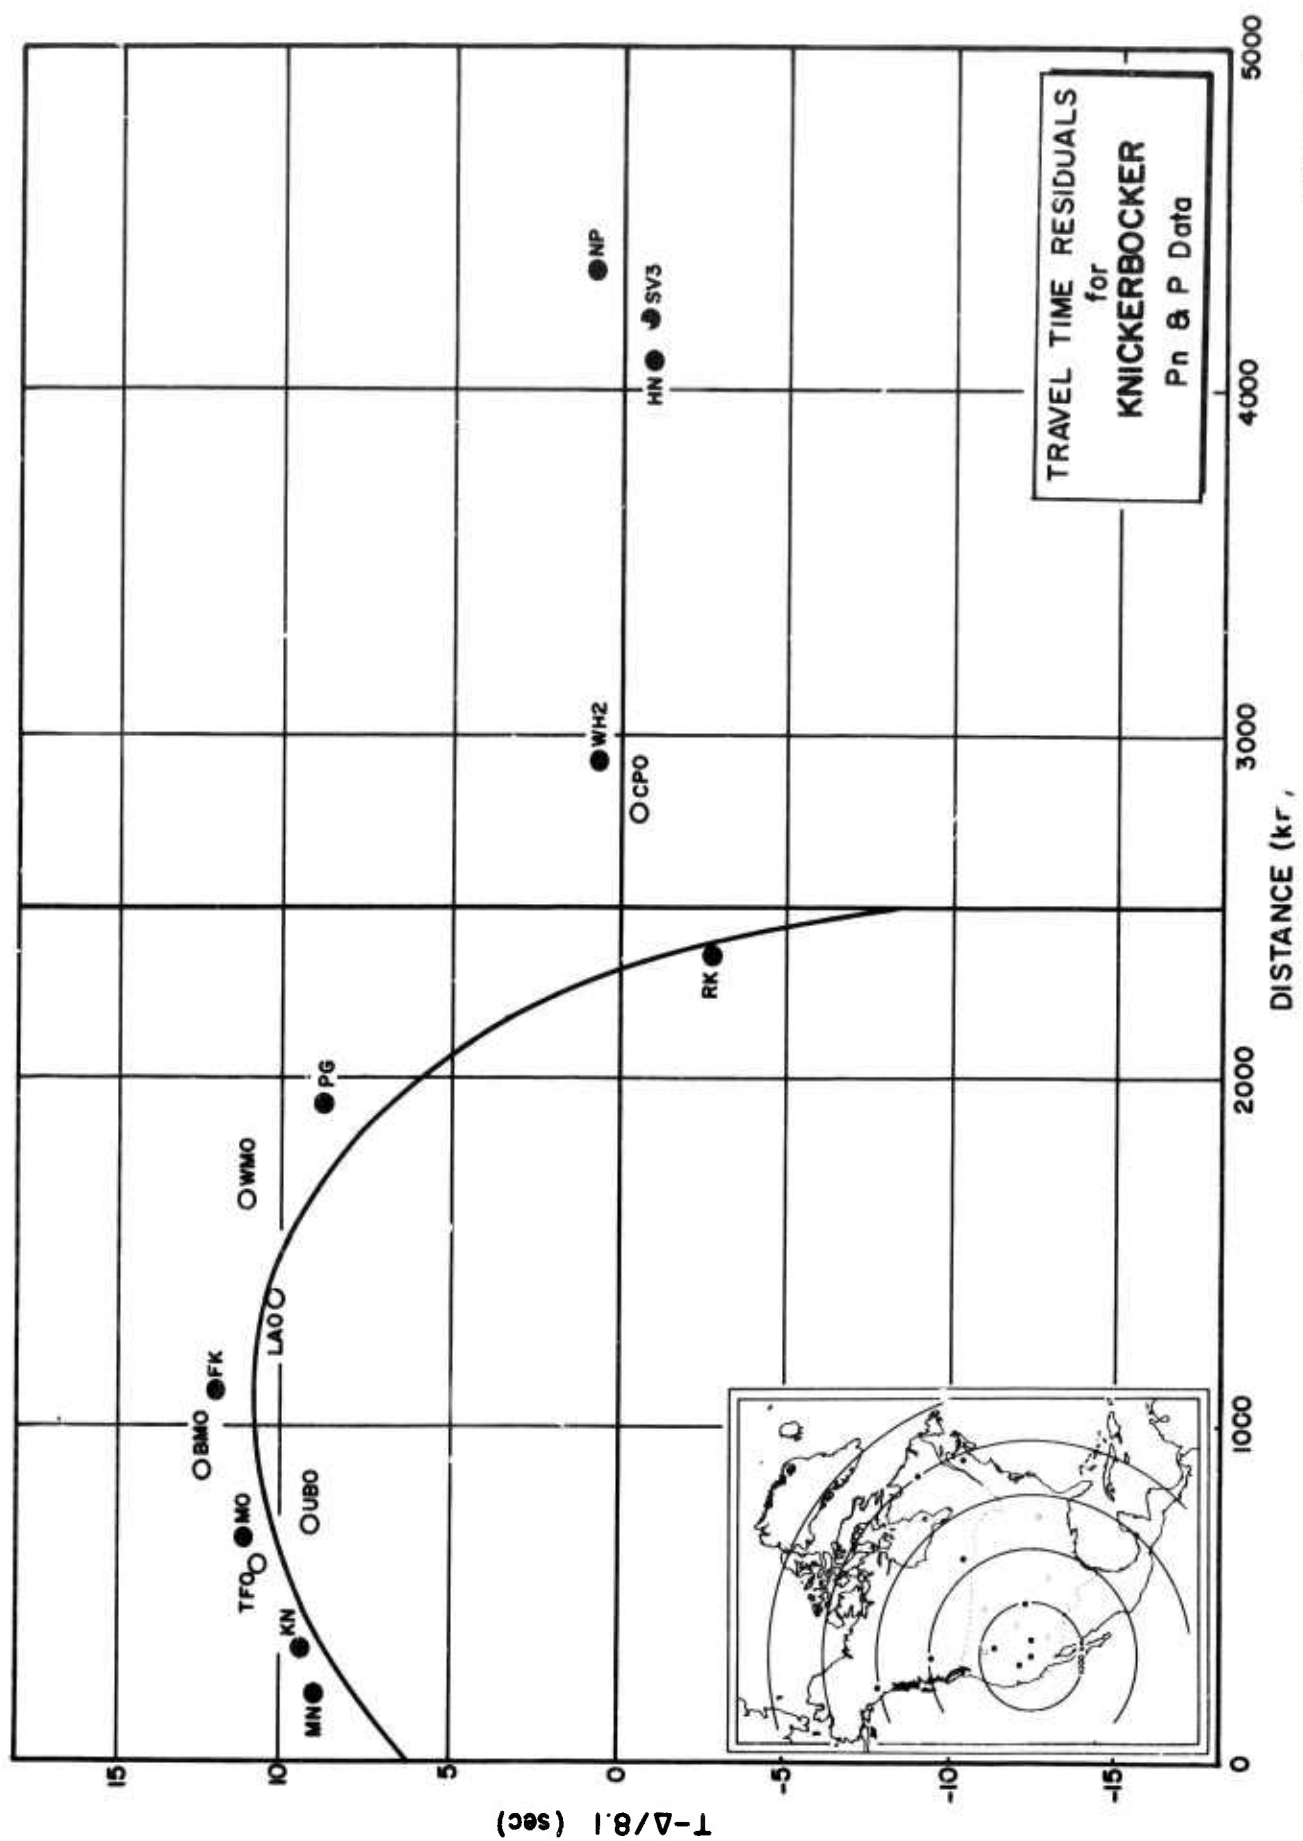 TRAVEL TIME RESIDUALS
for
KNICKERBOCKER
Pn & P Data
T-Δ/8.1 (sec)
15
10
5
0
-5
-10
-15
0
1000
2000
3000
4000
5000
DISTANCE (kr,
MN
KN
TFO
MO
UBO
BMO
FK
LAO
WMO
PG
RK
CPO
WH2
HN
SV3
NP